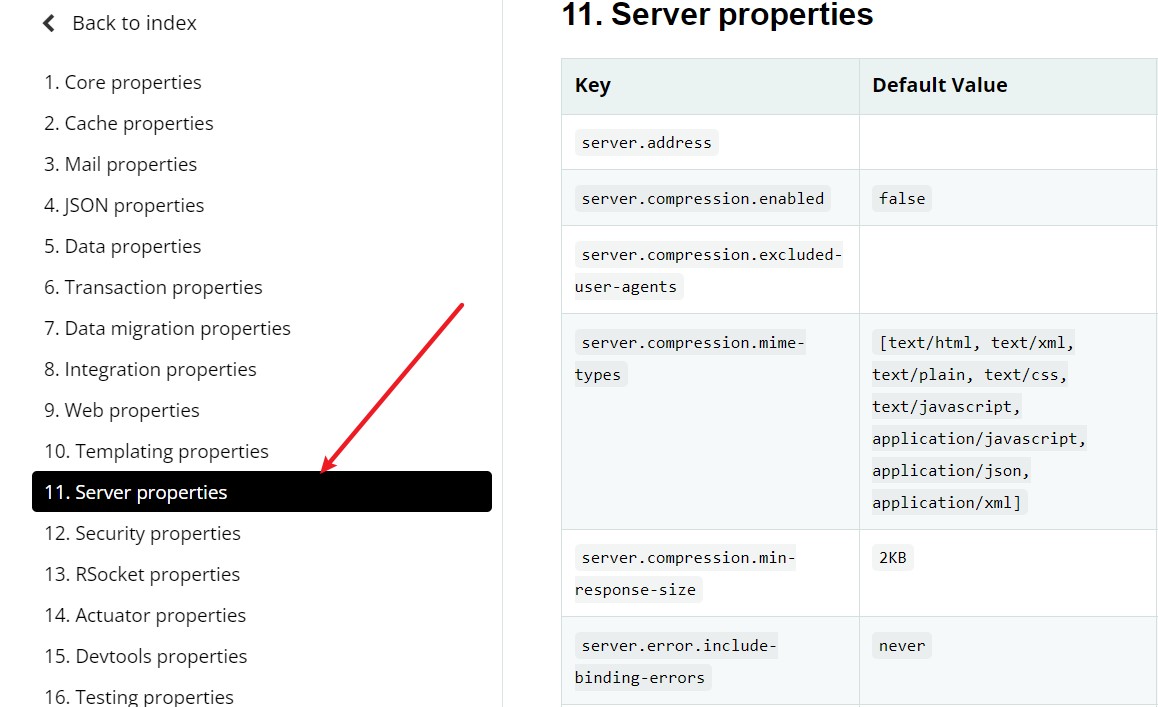 Back to index
1. Core properties
2. Cache properties
3. Mail properties
4. JSON properties
5. Data properties
6. Transaction properties
7. Data migration properties
8. Integration properties
9. Web properties
10. Templating properties
11. Server properties
12. Security properties
13. RSocket properties
14. Actuator properties
15. Devtools properties
16. Testing properties
11. Server properties
Key
Default Value
server.address
server.compression.enabled
false
server.compression.excluded-
user-agents
server.compression.mime-
types
[text/html, text/xml,
text/plain, text/css,
text/javascript,
application/javascript,
application/json,
application/xml]
server.compression.min-
response-size
2KB
server.error.include-
binding-errors
never